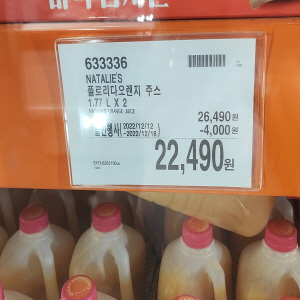 633336
NATALIE'S
플로리다오렌지 주스
1.77 L X 2
ORANGE JUICE
26,490원
할인행사 (2022/12/12 ~2022/12/18) -4,000원
22,490원